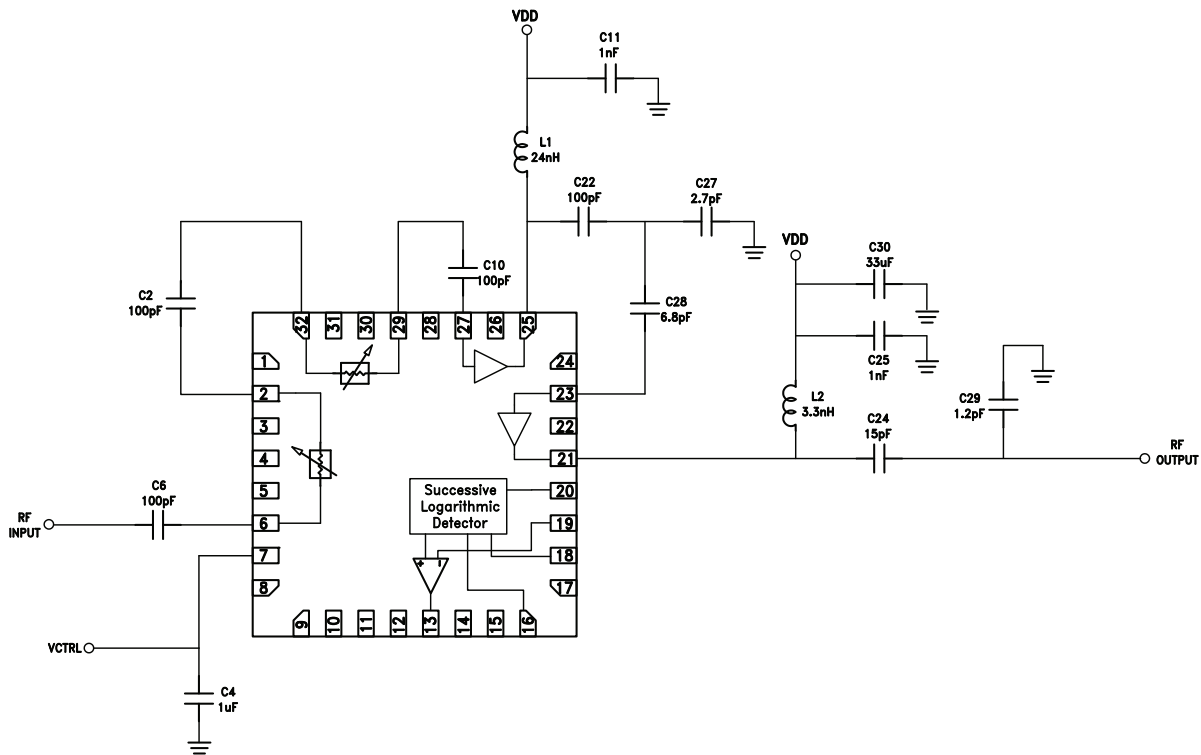 VDD
C11
1nF
L1
24nH
C22
100pF
C27
2.7pF
VDD
C30
33uF
C10
100pF
C2
100pF
C28
6.8pF
C25
1nF
L2
3.3nH
C29
1.2pF
C24
15pF
RF
OUTPUT
32
31
30
29
28
27
26
25
1
2
3
4
5
6
7
8
24
23
22
21
20
19
18
17
Successive
Logarithmic
Detector
+ −
9
10
11
12
13
14
15
16
C6
100pF
RF
INPUT
VCTRL
C4
1uF